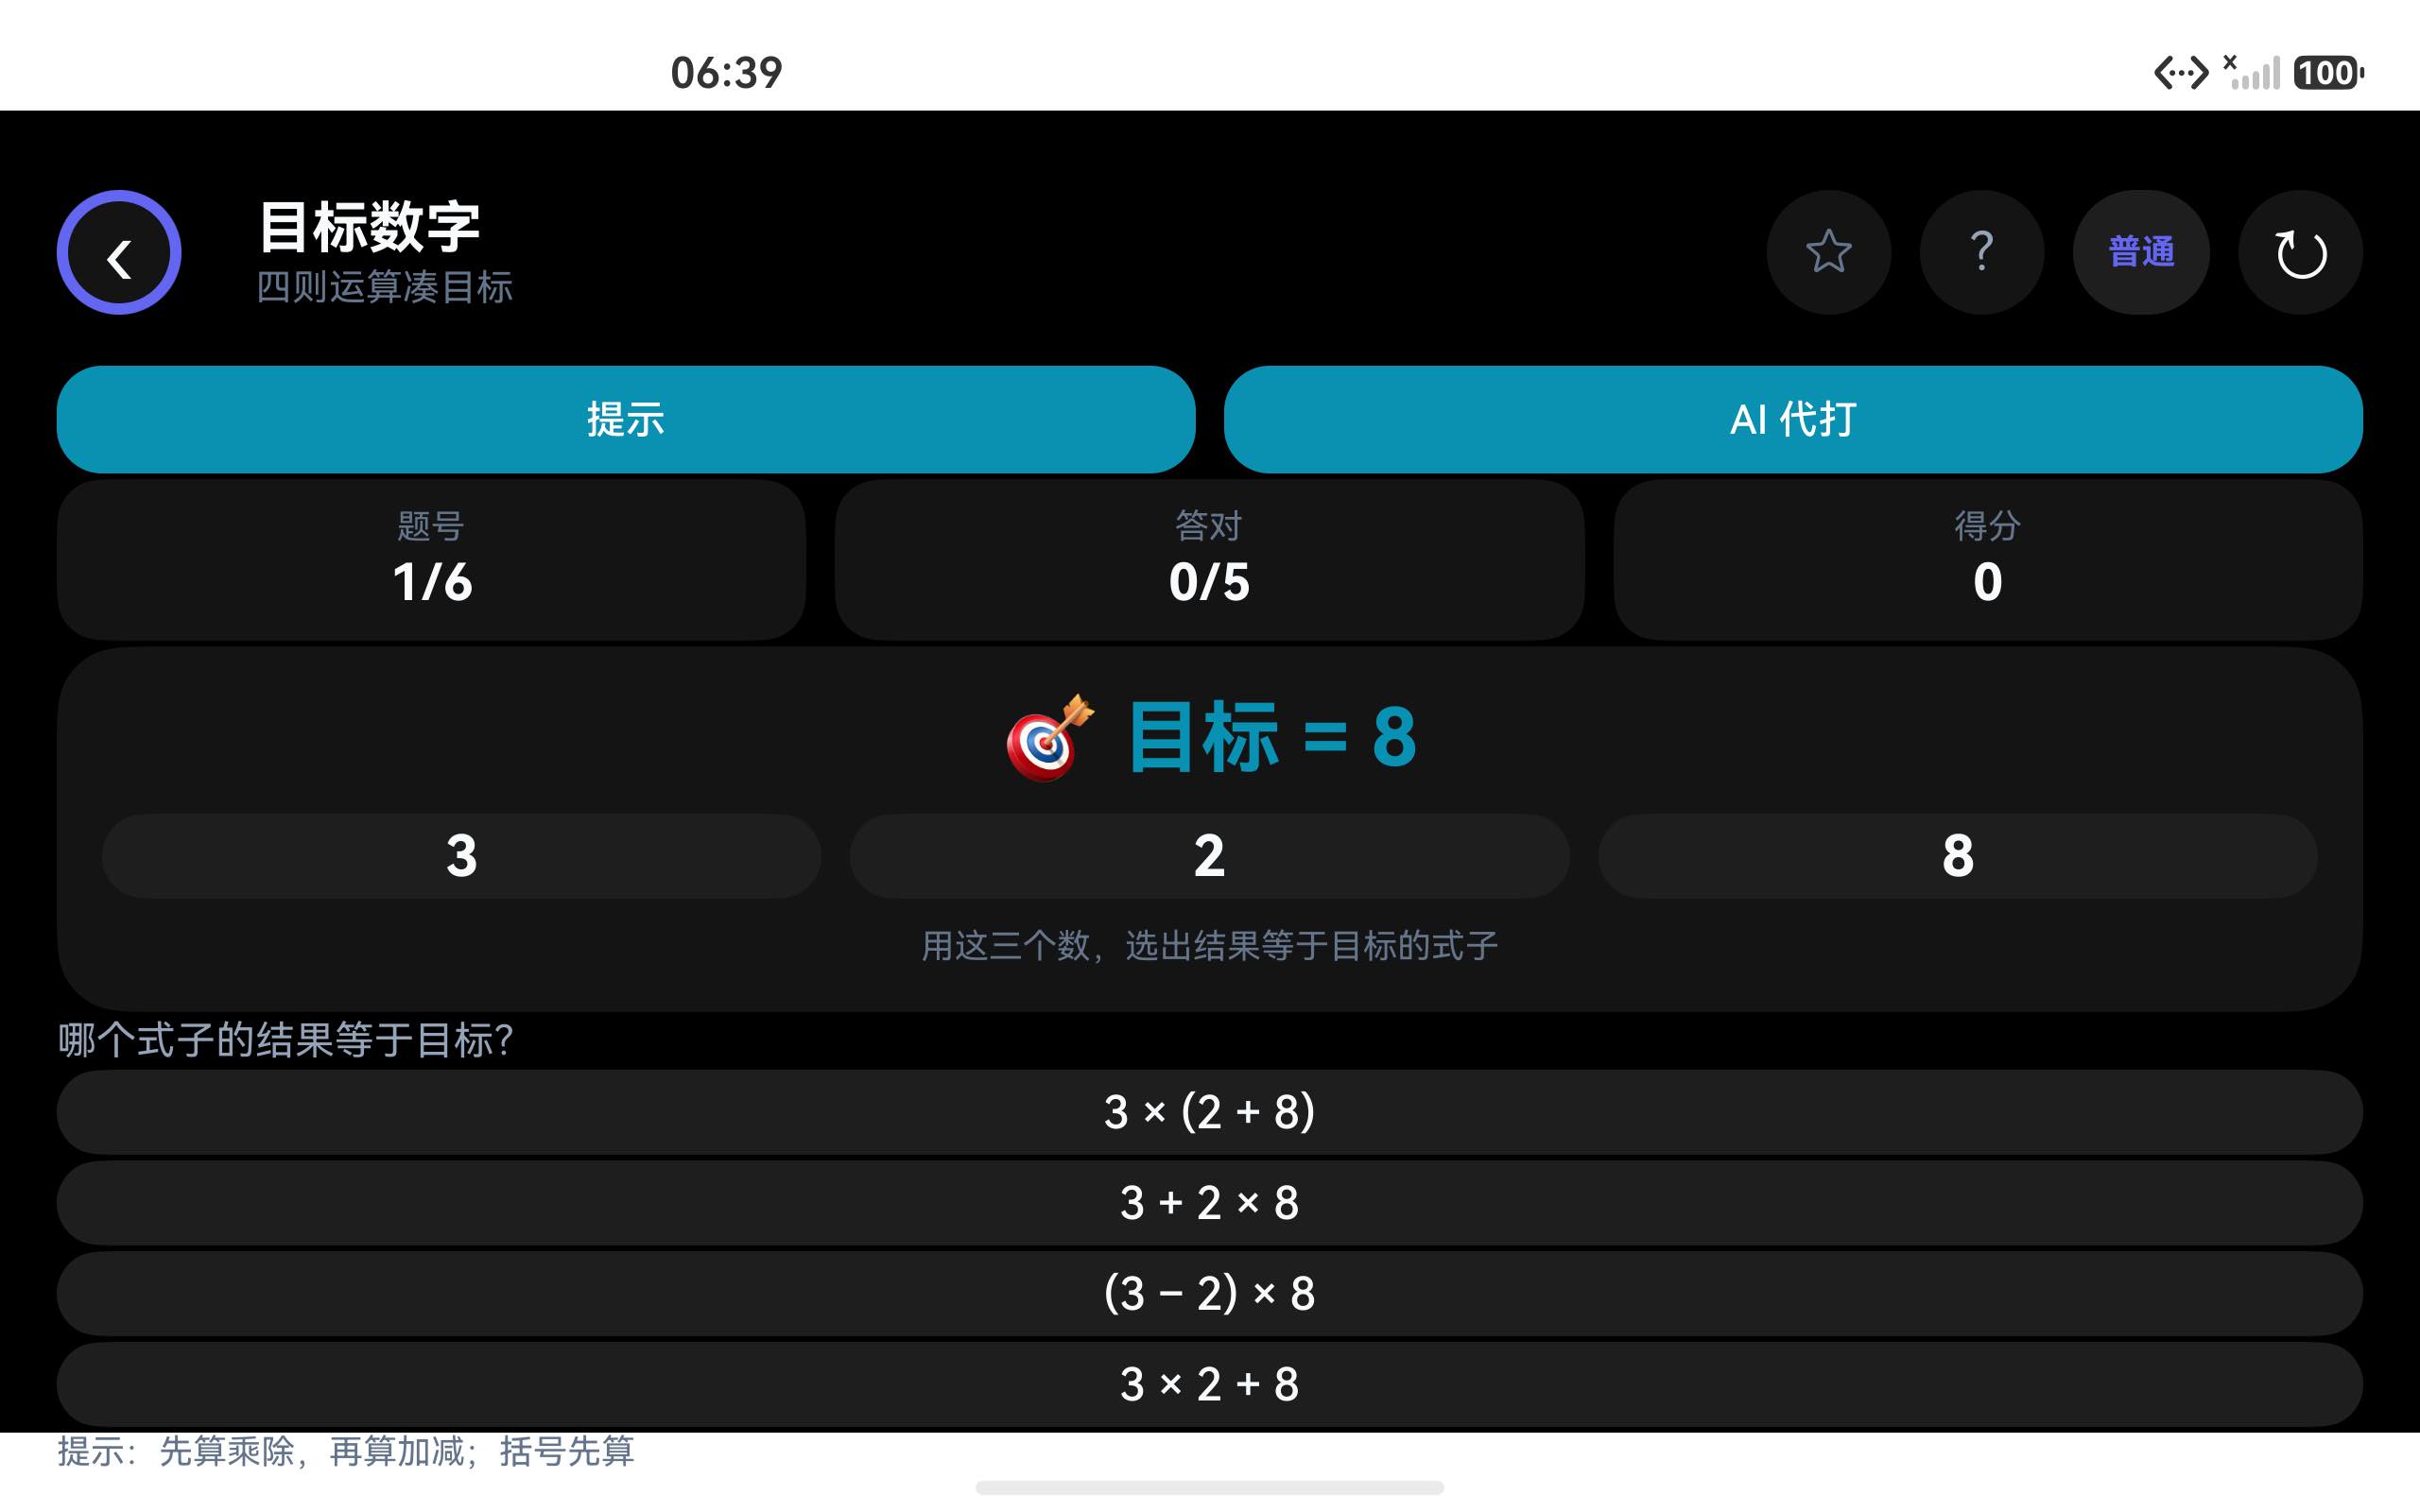 06:39
100
目标数字
四则运算凑目标
?
普通
提示
AI 代打
题号
答对
得分
1/6
0/5
0
目标 = 8
3
2
8
用这三个数，选出结果等于目标的式子
哪个式子的结果等于目标？
3 × (2 + 8)
3 + 2 × 8
(3 − 2) × 8
3 × 2 + 8
提示：先算乘除，再算加减；括号先算